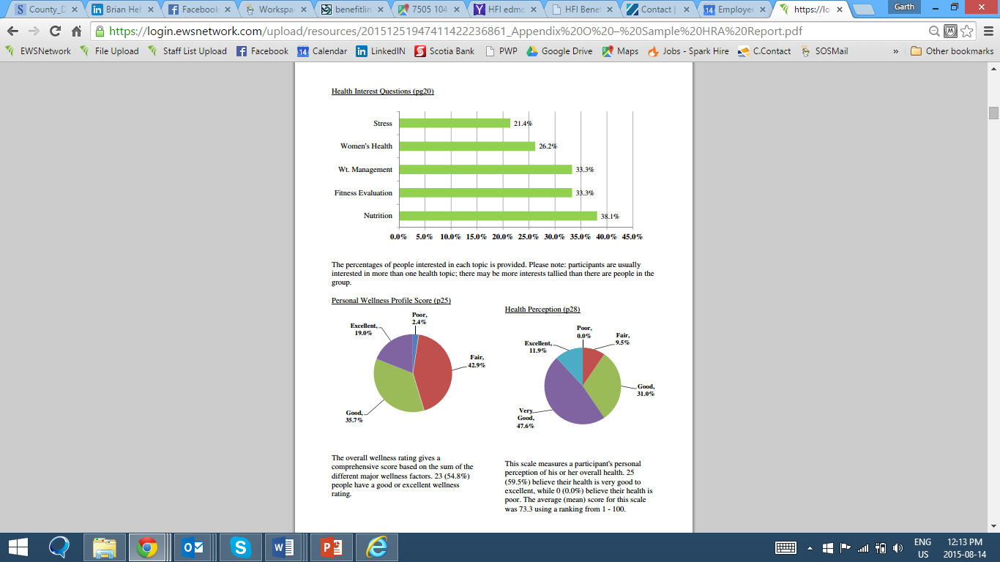 County_D
Brian Hel
Facebook
Workspa
benefitlin
7505 104
HFI edmo
HFI Bene
Contact |
Employee
https://lo
Garth
https://login.ewsnetwork.com/upload/resources/20151251947411422236861_Appendix%20O%20–%20Sample%20HRA%20Report.pdf
EWSNetwork
File Upload
Staff List Upload
Facebook
14 Calendar
LinkedIN
Scotia Bank
PWP
Google Drive
Maps
Jobs - Spark Hire
C.Contact
SOSMail
»
Other bookmarks
Health Interest Questions (pg20)
Stress
21.4%
Women's Health
26.2%
Wt. Management
33.3%
Fitness Evaluation
33.3%
Nutrition
38.1%
0.0% 5.0% 10.0% 15.0% 20.0% 25.0% 30.0% 35.0% 40.0% 45.0%
The percentages of people interested in each topic is provided. Please note: participants are usually
interested in more than one health topic; there may be more interests tallied than there are people in the
group.
Personal Wellness Profile Score (p25)
Poor,
2.4%
Excellent,
19.0%
Fair,
42.9%
Good,
35.7%
The overall wellness rating gives a
comprehensive score based on the sum of the
different major wellness factors. 23 (54.8%)
people have a good or excellent wellness
rating.
Health Perception (p28)
Poor,
0.0%
Fair,
9.5%
Excellent,
11.9%
Good,
31.0%
Very
Good,
47.6%
This scale measures a participant's personal
perception of his or her overall health. 25
(59.5%) believe their health is very good to
excellent, while 0 (0.0%) believe their health is
poor. The average (mean) score for this scale
was 73.3 using a ranking from 1 - 100.
ENG
US
12:13 PM
2015-08-14